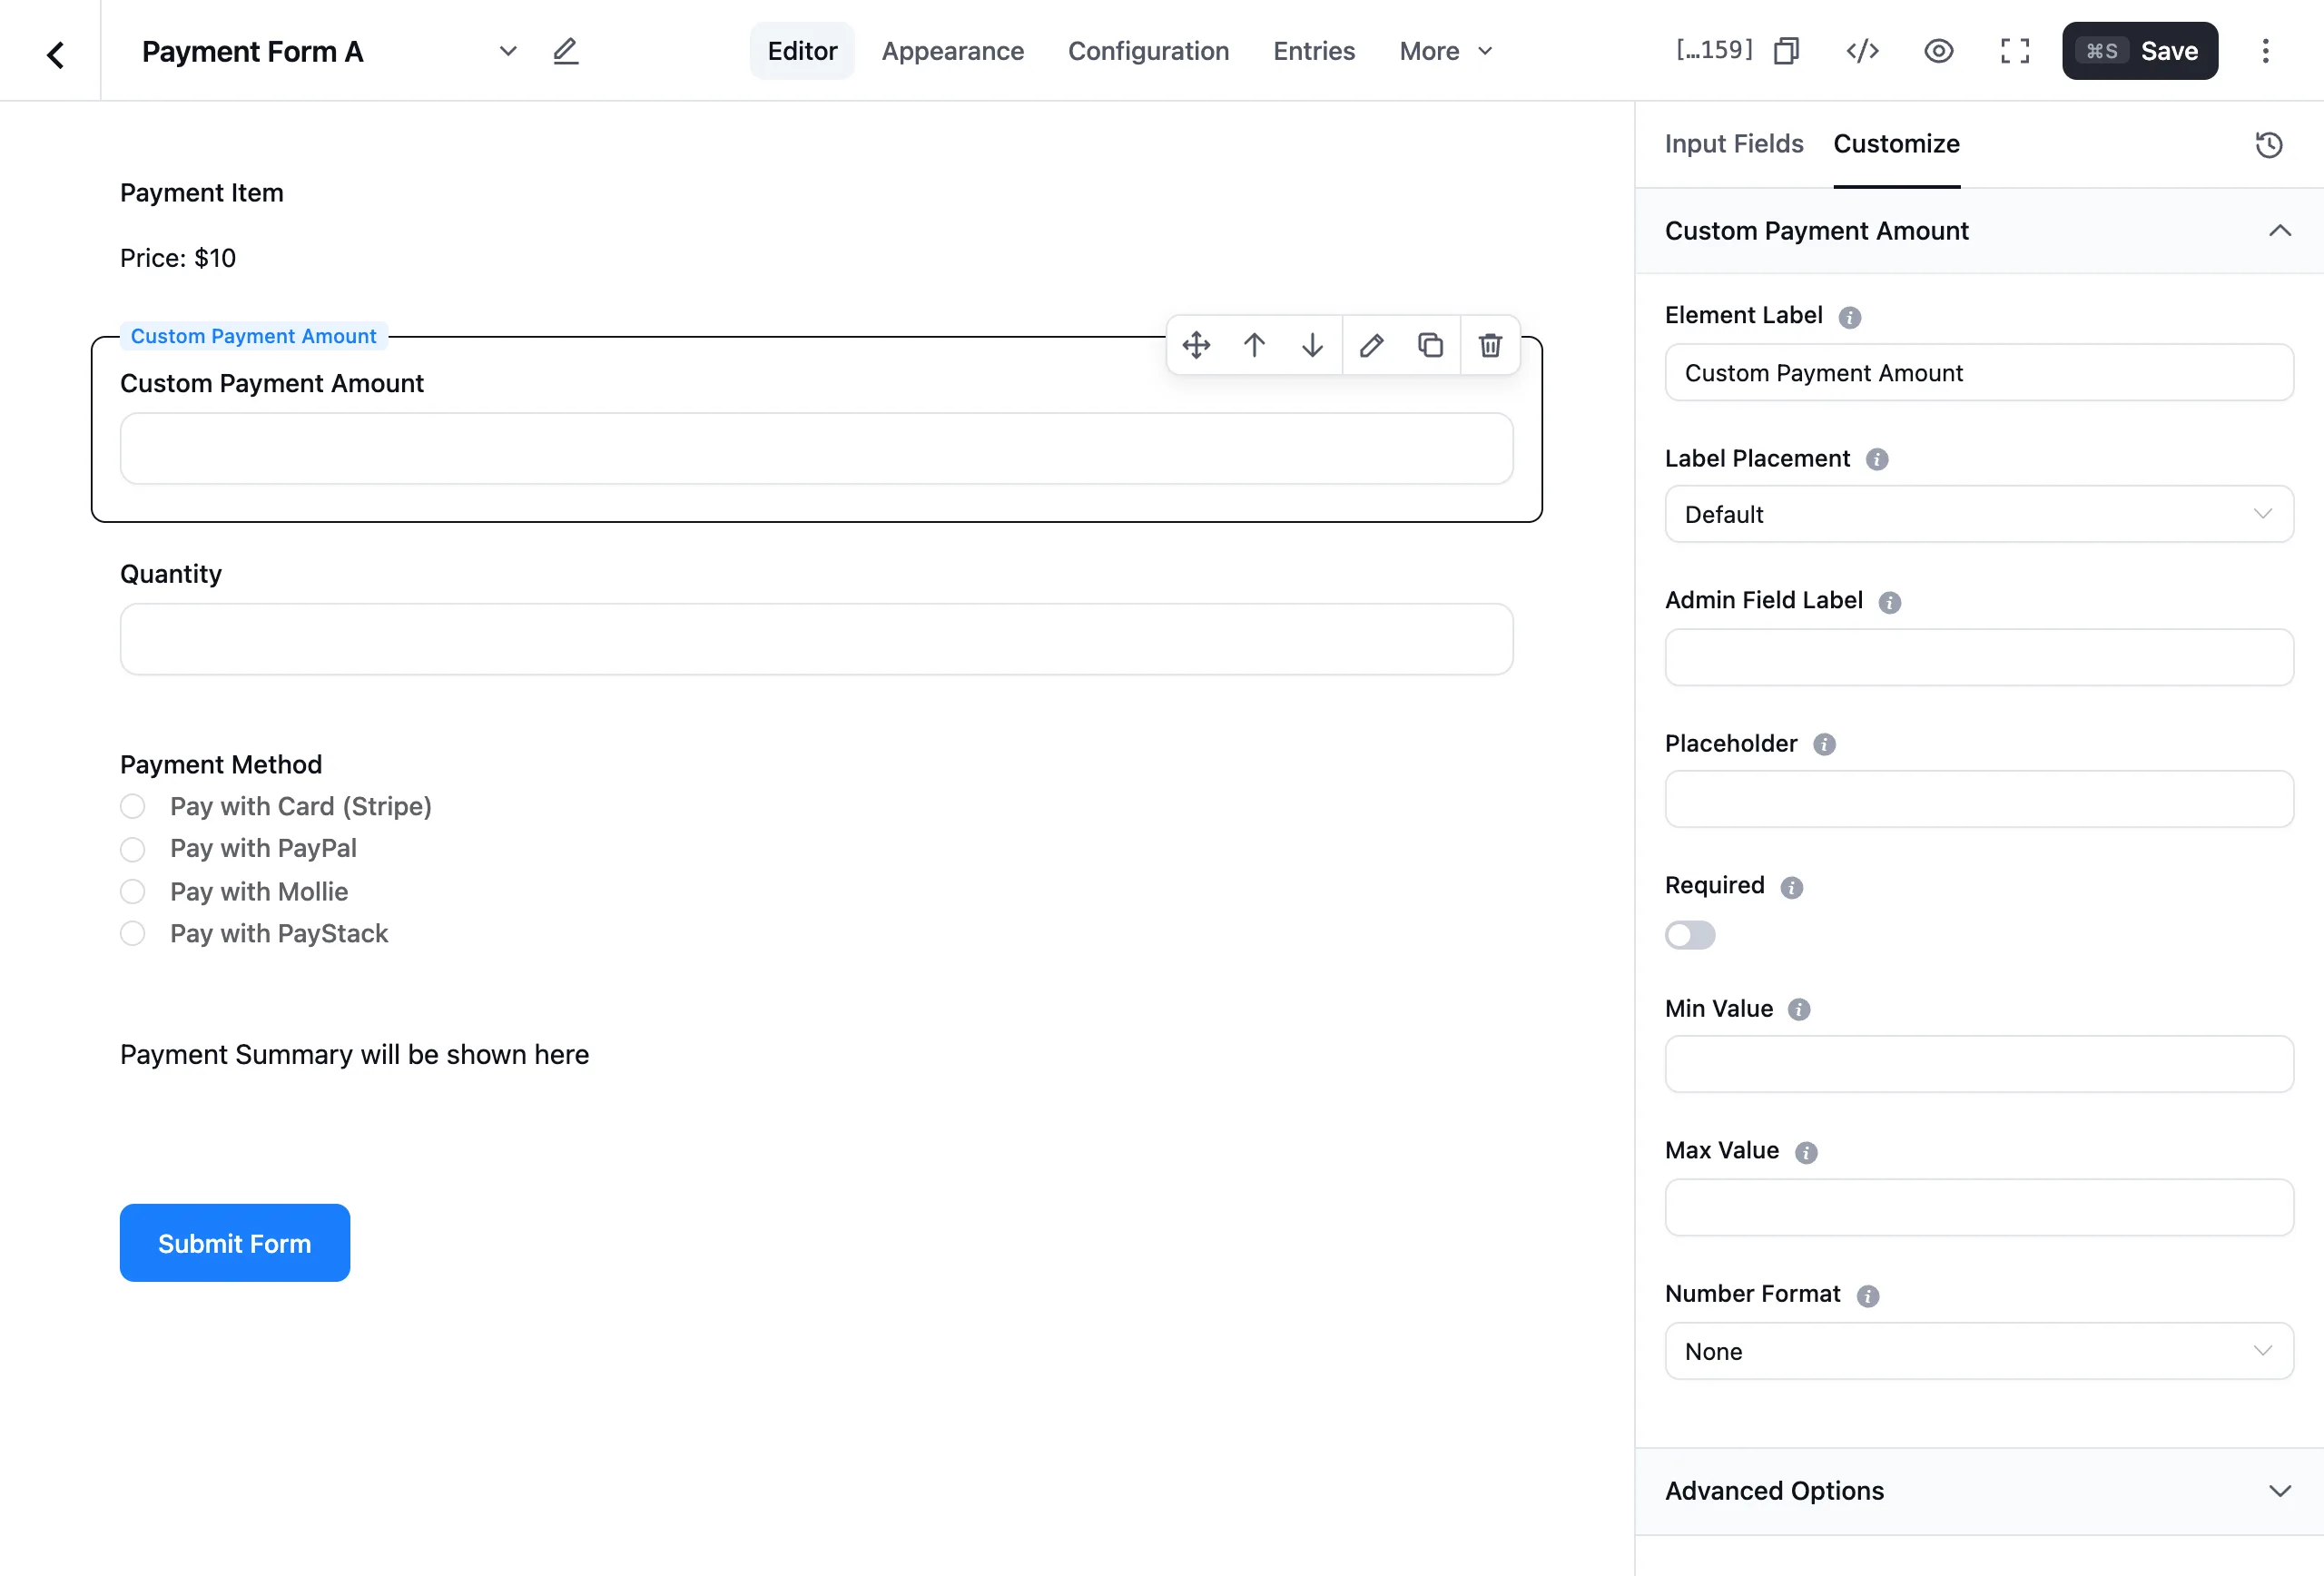 Payment Form A
Editor
Appearance
Configuration
Entries
More
[…159]
⌘S Save
Payment Item
Price: $10
Custom Payment Amount
Custom Payment Amount
Quantity
Payment Method
Pay with Card (Stripe)
Pay with PayPal
Pay with Mollie
Pay with PayStack
Payment Summary will be shown here
Submit Form
Input Fields
Customize
Custom Payment Amount
Element Label
Custom Payment Amount
Label Placement
Default
Admin Field Label
Placeholder
Required
Min Value
Max Value
Number Format
None
Advanced Options